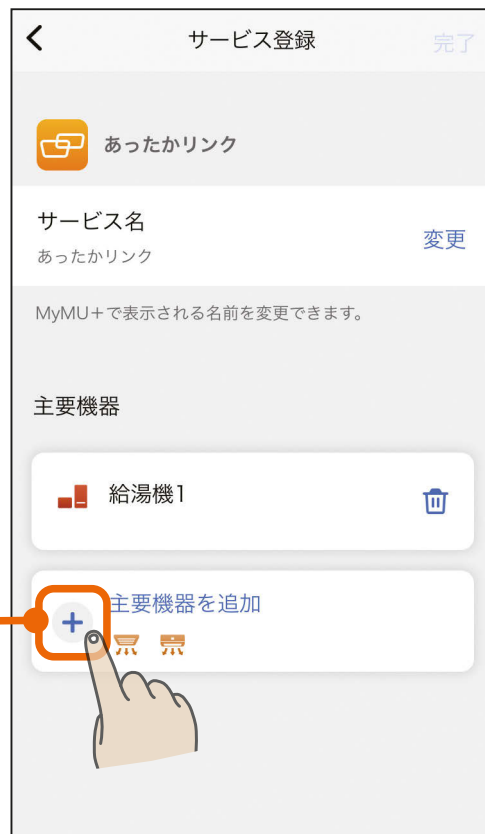 サービス登録
完了
あったかリンク
サービス名
あったかリンク
変更
MyMU+で表示される名前を変更できます。
主要機器
給湯機1
主要機器を追加